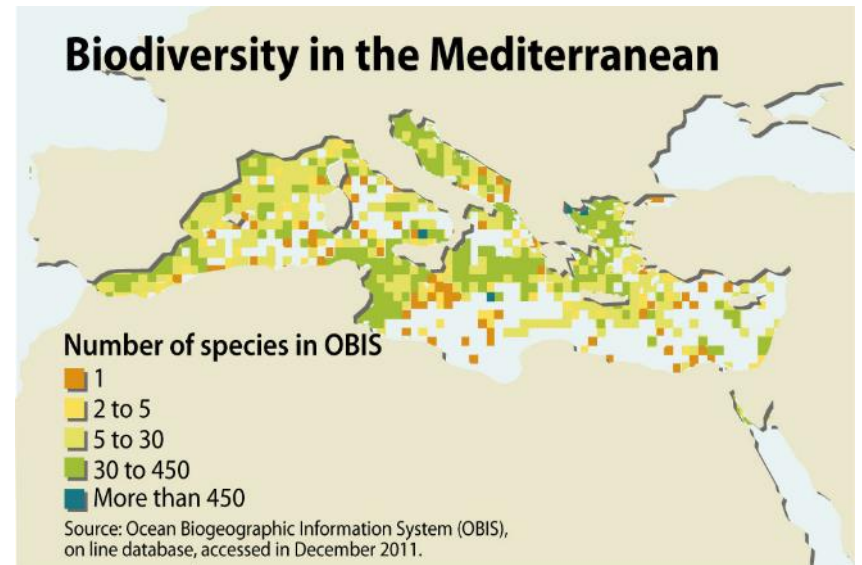 Biodiversity in the Mediterranean
Number of species in OBIS
1
2 to 5
5 to 30
30 to 450
More than 450
Source: Ocean Biogeographic Information System (OBIS),
on line database, accessed in December 2011.